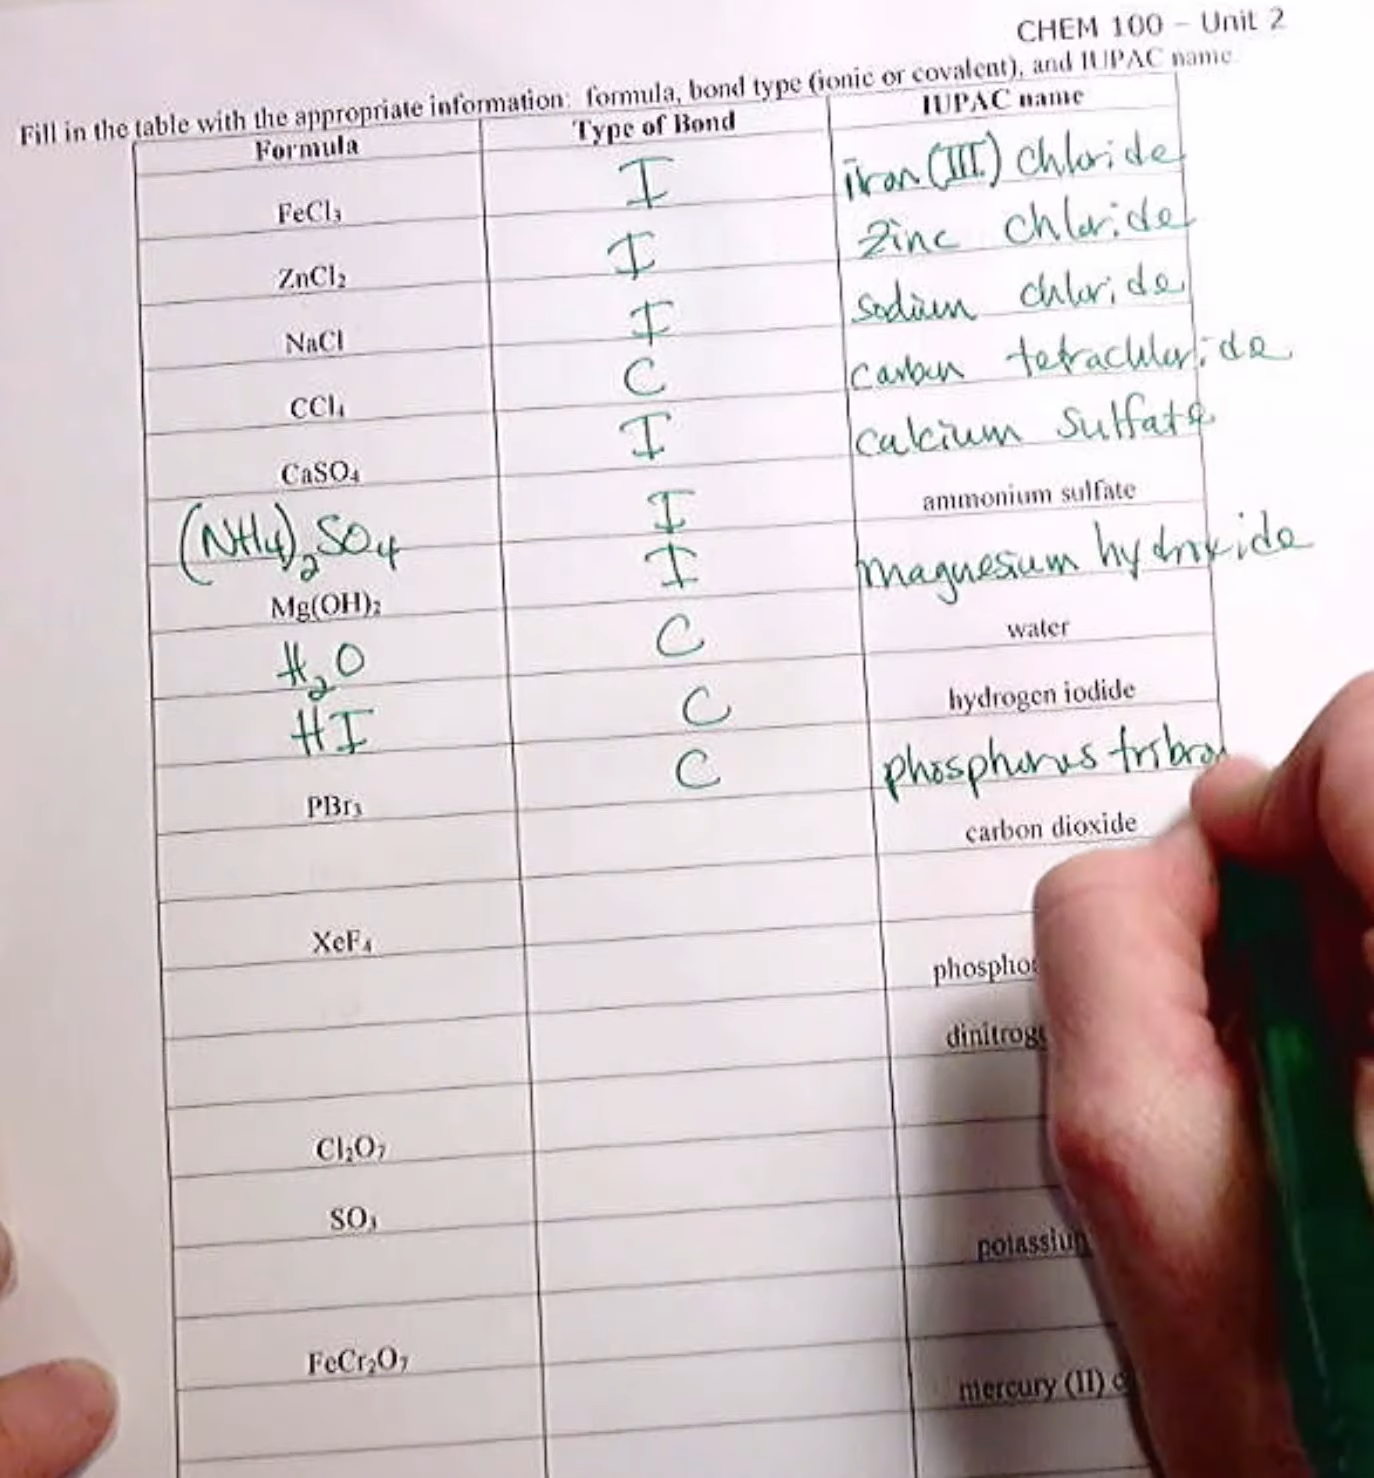 CHEM 100 – Unit 2
Fill in the table with the appropriate information: formula, bond type (ionic or covalent), and IUPAC name.
Formula Type of Bond IUPAC name
FeCl₃ I iron (III) chloride
ZnCl₂ I zinc chloride
NaCl I sodium chloride
CCl₄ C carbon tetrachloride
CaSO₄ I calcium sulfate
(NH₄)₂SO₄ I ammonium sulfate
Mg(OH)₂ I magnesium hydroxide
H₂O C water
HI C hydrogen iodide
PBr₃ C phosphorus tribro
carbon dioxide
XeF₄
Cl₂O₇
SO₃
FeCr₂O₇
mercury (II)